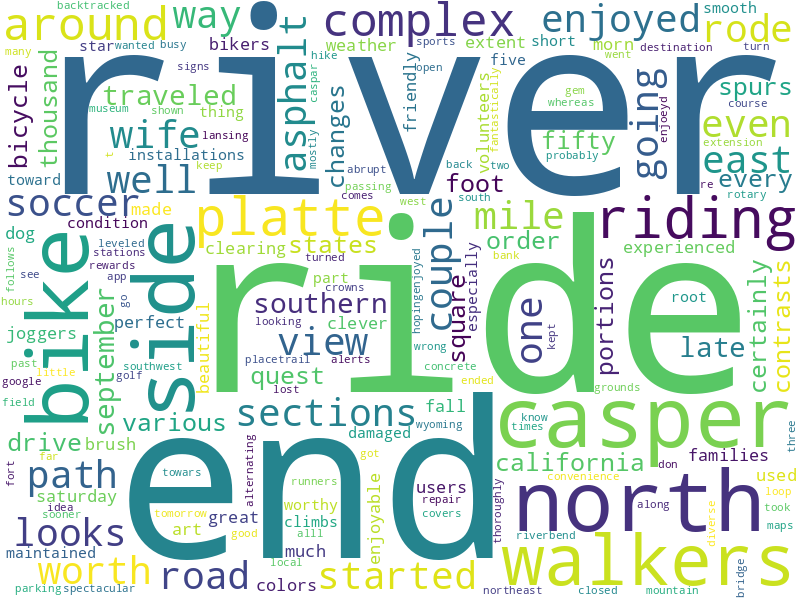 backtracked
many star wanted busy bikers weather extent short morn smooth destination turn
around way complex enjoyed rode
signs hike sports went
museum shown thing caspar open gem course spurs
bicycle thousand traveled river asphalt friendly five whereas
wife lansing changes volunteers fantastically fifty going enjoeyd even
t installations keep mostly abrupt back two probably extension
toward well passing comes foot south re east every
soccer made west rotary
condition platte couple mile riding
dog clearing states order experienced
follows leveled stations rewards turned part crowns hopingenjoyed especially bank portions
see app side ride southern square one root certainly contrasts
hours september go perfect looking clever kept
joggers bike beautiful view late
past google southwest placetrail alerts wrong
golf quest lost concrete grounds
field little sections ended casper
drive various fall wyoming know
far brush alternating damaged times three
fort path towars end got california don families
idea saturday tomorrow runners users north convenience used
sooner art good worthy repair along loop
looks great climbs covers took
alll enjoyable thoroughly diverse maps
maintained much local riverbend walkers
worth road started northeast closed mountain bridge
parking spectacular colors